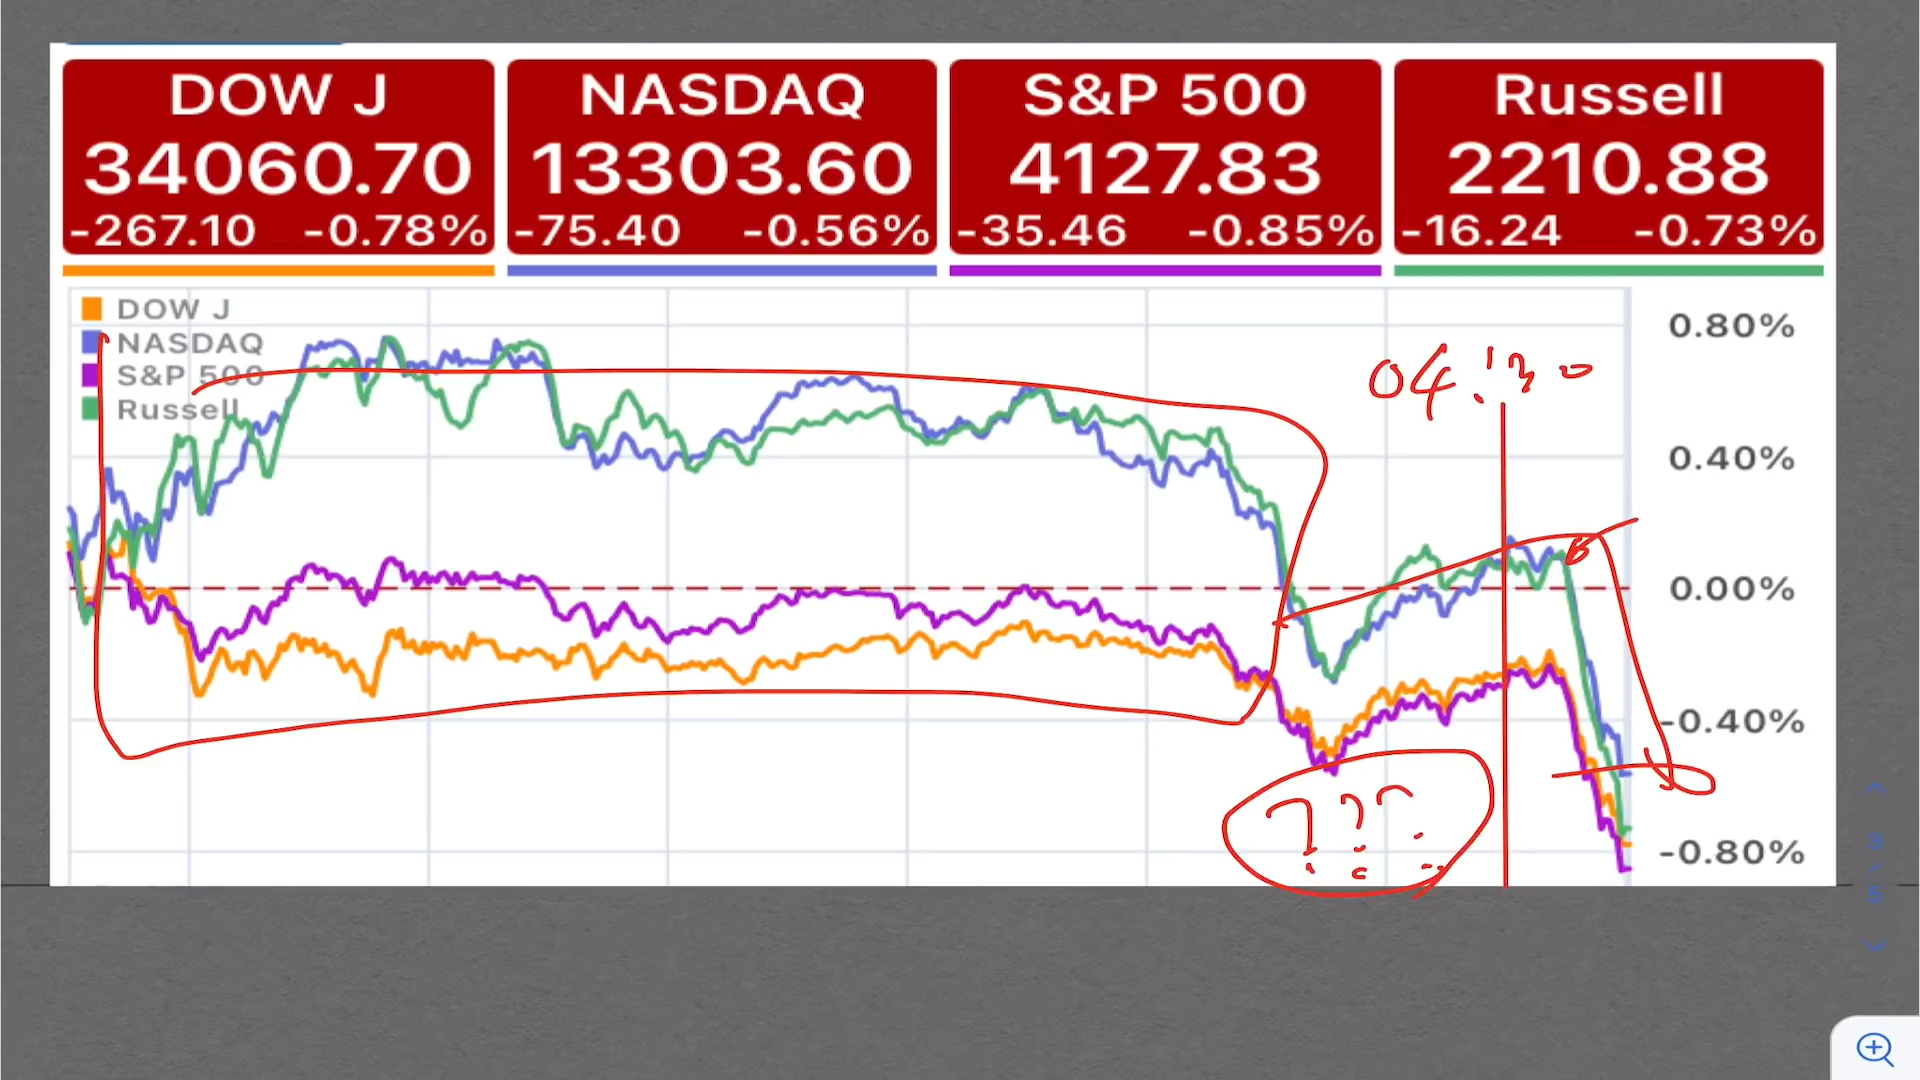 DOW J
34060.70
-267.10 -0.78%
NASDAQ
13303.60
-75.40 -0.56%
S&P 500
4127.83
-35.46 -0.85%
Russell
2210.88
-16.24 -0.73%
DOW J
NASDAQ
S&P 500
Russell
04:30
0.80%
0.40%
0.00%
-0.40%
-0.80%
???